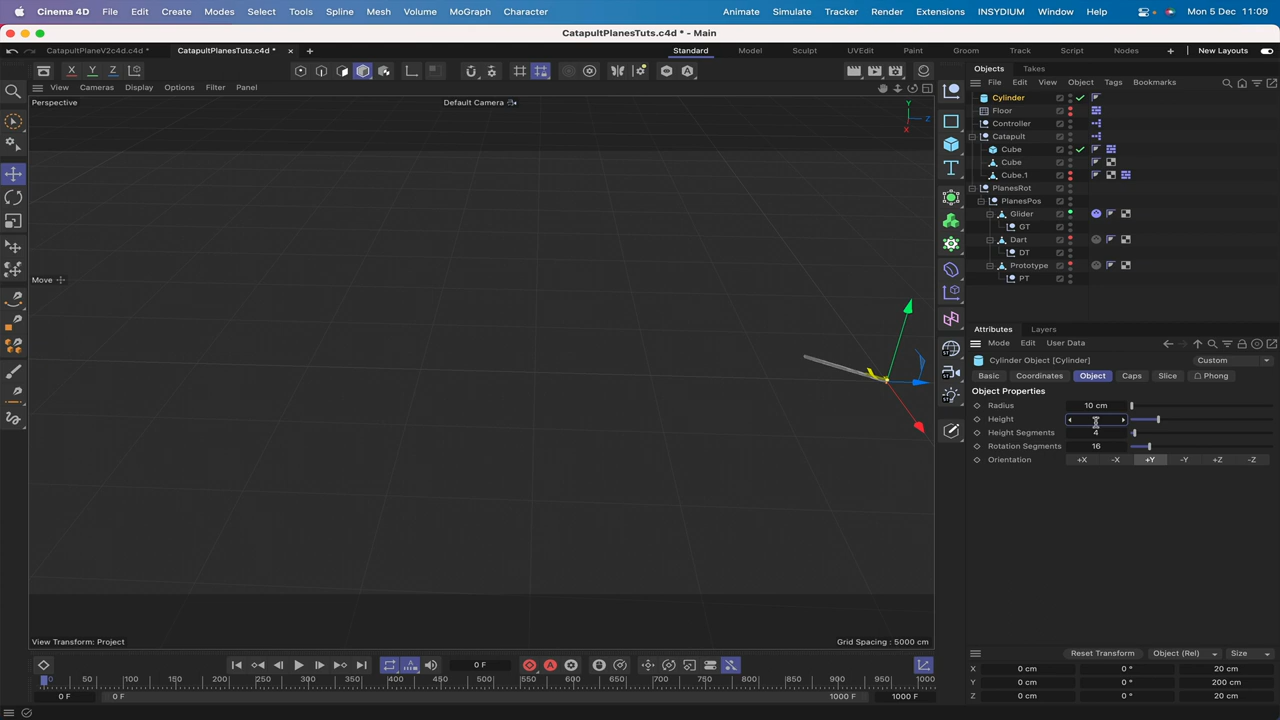 Cinema 4D File Edit Create Modes Select Tools Spline Mesh Volume MoGraph Character Animate Simulate Tracker Render Extensions INSYDIUM Window Help Mon 5 Dec 11:09
CatapultPlanesTuts.c4d * - Main
CatapultPlaneV2c4d.c4d * CatapultPlanesTuts.c4d * Standard Model Sculpt UVEdit Paint Groom Track Script Nodes New Layouts
X Y Z
Objects Takes
View Cameras Display Options Filter Panel
File Edit View Object Tags Bookmarks
Perspective
Default Camera
Y
Z
X
Cylinder
Floor
Controller
Catapult
Cube
Cube
Cube.1
PlanesRot
PlanesPos
Glider
GT
Dart
DT
Prototype
PT
Move
Attributes Layers
Mode Edit User Data
Cylinder Object [Cylinder] Custom
Basic Coordinates Object Caps Slice Phong
Object Properties
Radius 10 cm
Height
Height Segments 4
Rotation Segments 16
Orientation +X -X +Y -Y +Z -Z
View Transform: Project
Grid Spacing : 5000 cm
Reset Transform Object (Rel) Size
0 F
X 0 cm 0 ° 20 cm
Y 0 cm 0 ° 200 cm
Z 0 cm 0 ° 20 cm
50 100 150 200 250 300 350 400 450 500 550 600 650 700 750 800 850 900 950 1000
0 F 0 F 1000 F 1000 F